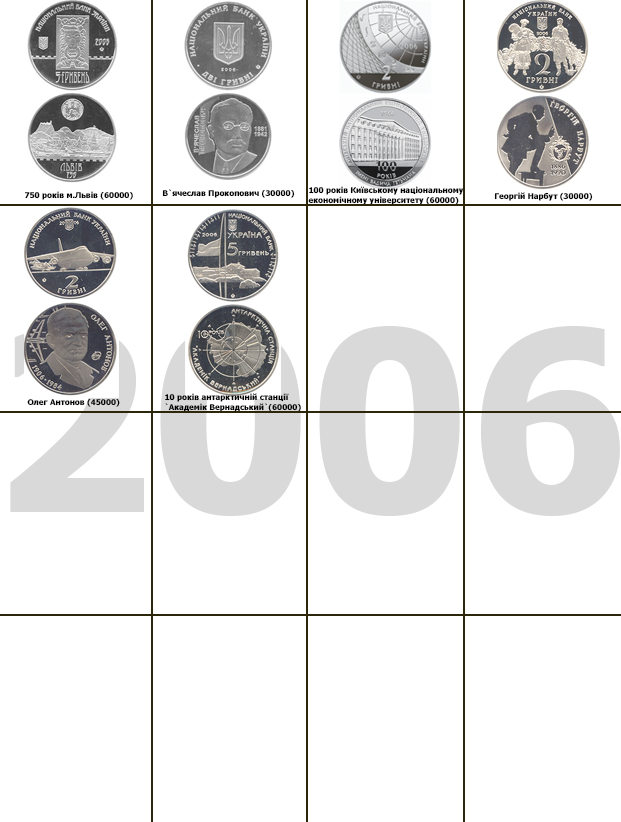 НАЦІОНАЛЬНИЙ БАНК УКРАЇНИ
2006
5 ГРИВЕНЬ
ЛЬВІВ
750
750 років м.Львів (60000)
НАЦІОНАЛЬНИЙ БАНК УКРАЇНИ
2006
ДВІ ГРИВНІ
В'ЯЧЕСЛАВ
1881
1942
В`ячеслав Прокопович (30000)
2
ГРИВНІ
100
РОКІВ
100 років Київському національному
економічному університету (60000)
НАЦІОНАЛЬНИЙ БАНК
УКРАЇНИ
2006
2
ГРИВНІ
ГЕОРГІЙ НАРБУТ
1886
Георгій Нарбут (30000)
НАЦІОНАЛЬНИЙ БАНК УКРАЇНИ
2006
2
ГРИВНІ
ОЛЕГ АНТОНОВ
1906-1984
Олег Антонов (45000)
НАЦІОНАЛЬНИЙ БАНК
2006
УКРАЇНА
5
ГРИВЕНЬ
АНТАРКТИЧНА СТАНЦІЯ
10 РОКІВ
"АКАДЕМІК ВЕРНАДСЬКИЙ"
10 років антарктичній станції
`Академік Вернадський`(60000)
2006